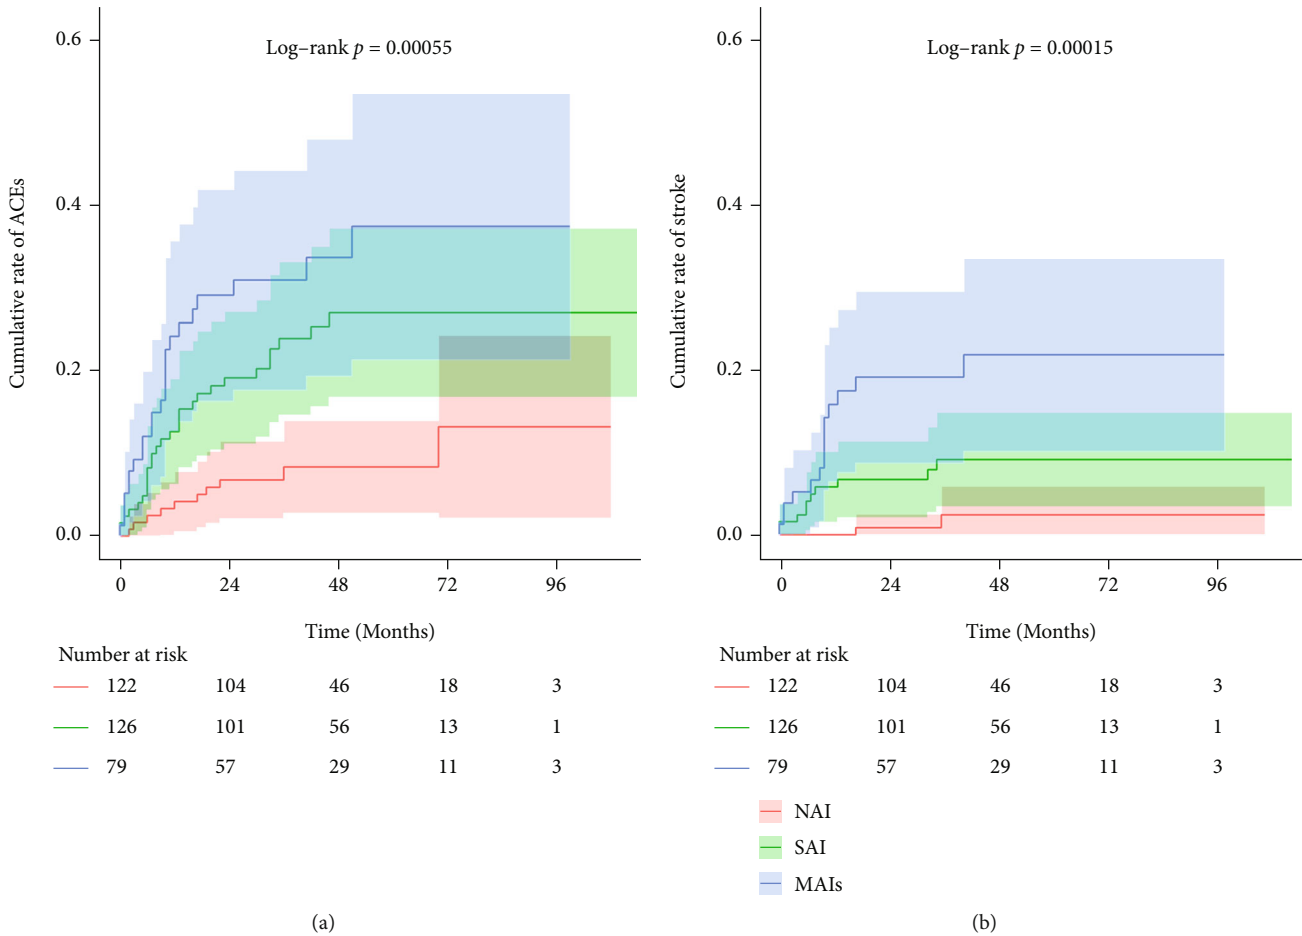 Log–rank p = 0.00055
Cumulative rate of ACEs
0.6
0.4
0.2
0.0
0 24 48 72 96
Time (Months)
Number at risk
122 104 46 18 3
126 101 56 13 1
79 57 29 11 3
(a)
Log–rank p = 0.00015
Cumulative rate of stroke
0.6
0.4
0.2
0.0
0 24 48 72 96
Time (Months)
Number at risk
122 104 46 18 3
126 101 56 13 1
79 57 29 11 3
NAI
SAI
MAIs
(b)